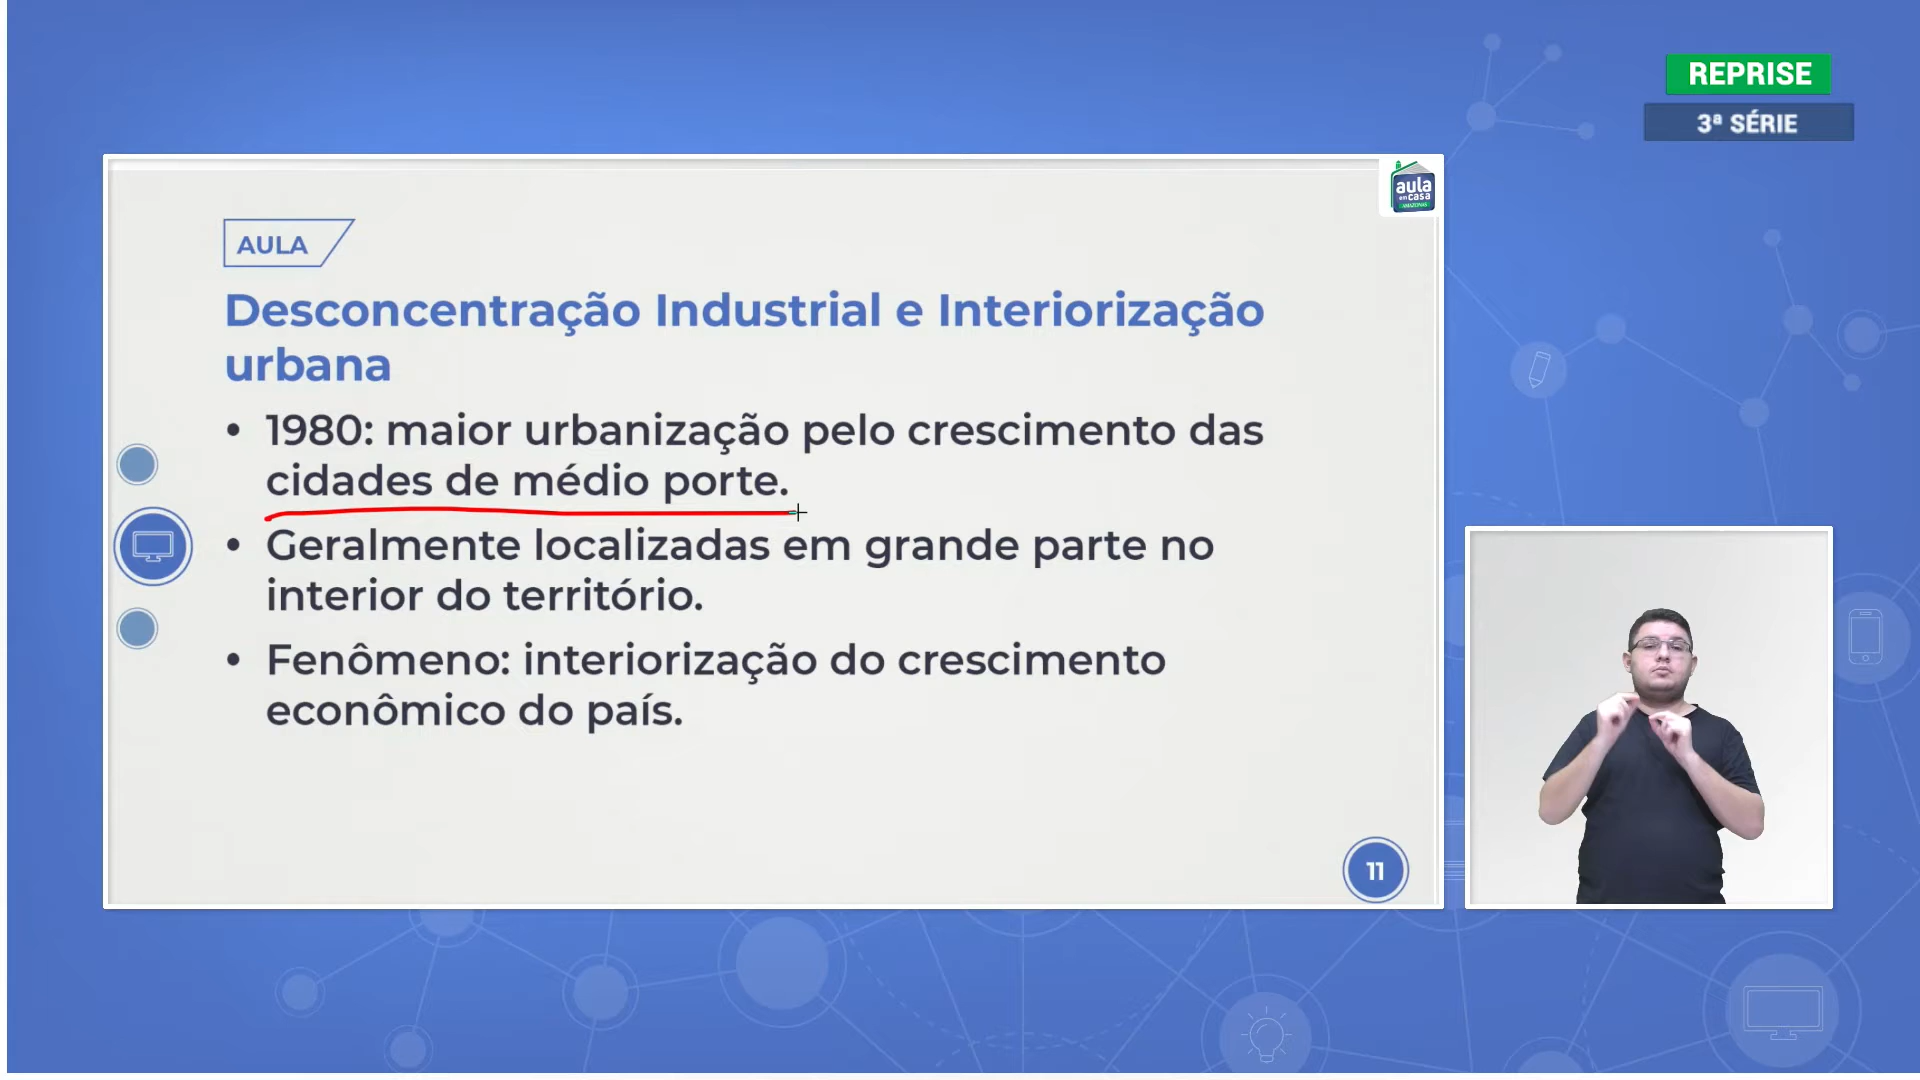 REPRISE
3ª SÉRIE
aula
em casa
AMAZONAS
AULA
Desconcentração Industrial e Interiorização
urbana
• 1980: maior urbanização pelo crescimento das
cidades de médio porte.
• Geralmente localizadas em grande parte no
interior do território.
• Fenômeno: interiorização do crescimento
econômico do país.
11